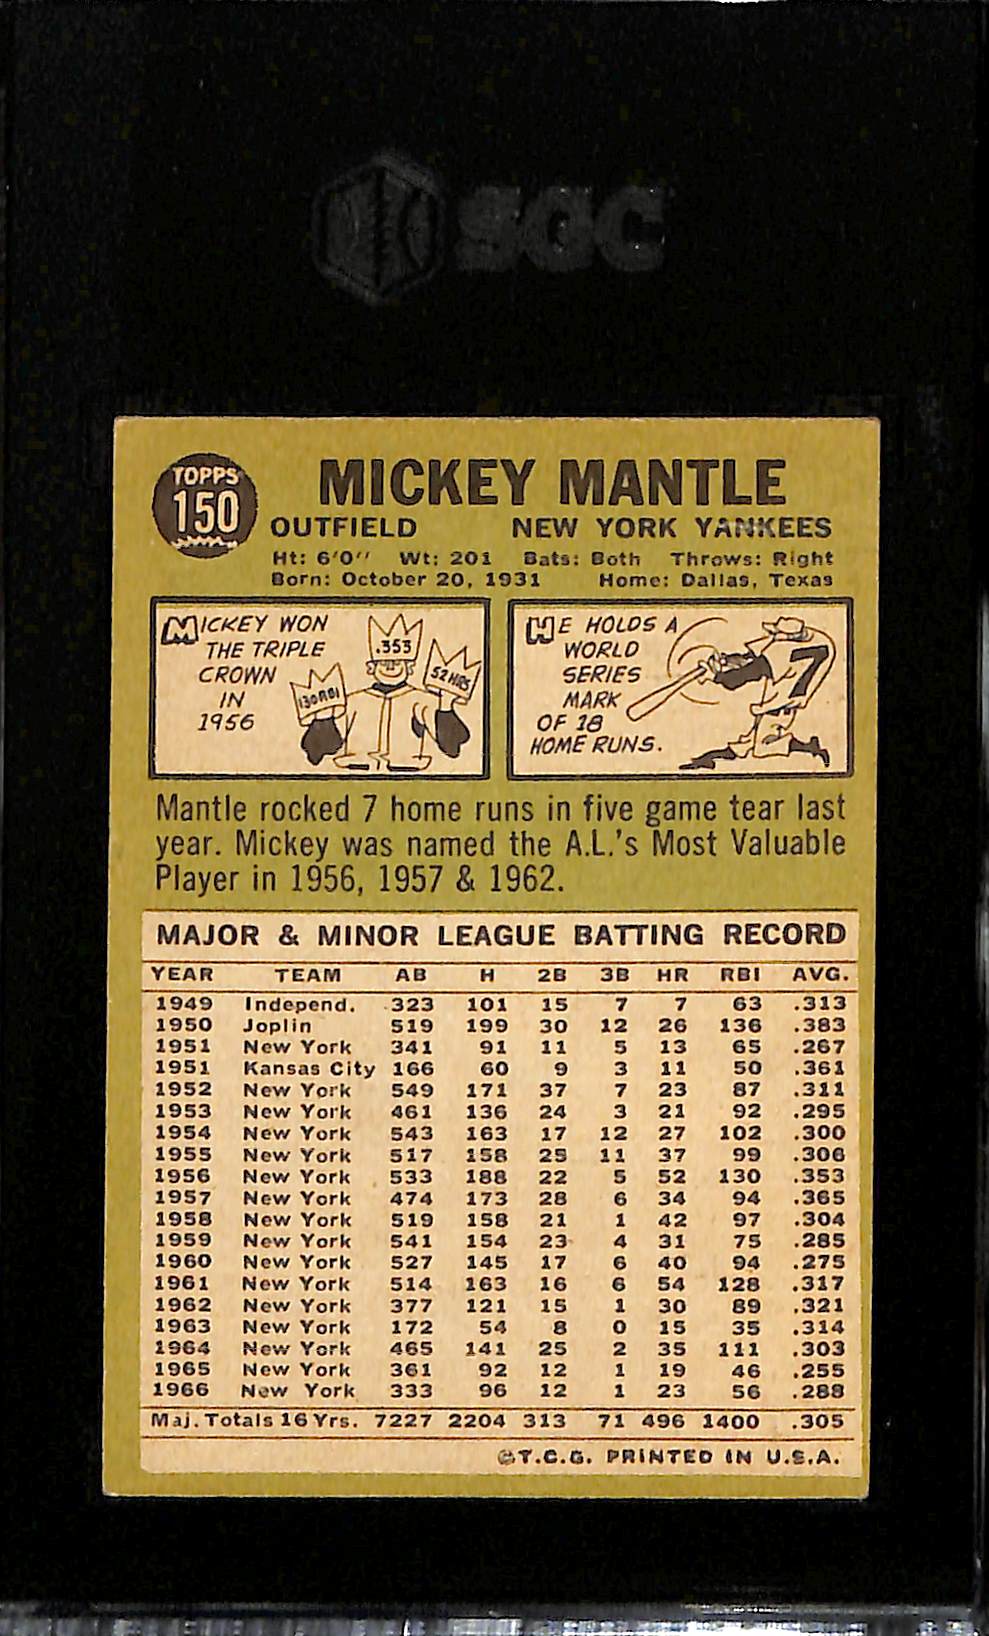 SGC
TOPPS
150
MICKEY MANTLE
OUTFIELD NEW YORK YANKEES
Ht: 6'0'' Wt: 201 Bats: Both Throws: Right
Born: October 20, 1931 Home: Dallas, Texas
MICKEY WON
THE TRIPLE
CROWN
IN
1956
.353
130 RBI
52 HRS
HE HOLDS A
WORLD
SERIES
MARK
OF 18
HOME RUNS.
7
Mantle rocked 7 home runs in five game tear last
year. Mickey was named the A.L.'s Most Valuable
Player in 1956, 1957 & 1962.
MAJOR & MINOR LEAGUE BATTING RECORD
YEAR TEAM AB H 2B 3B HR RBI AVG.
1949 Independ. 323 101 15 7 7 63 .313
1950 Joplin 519 199 30 12 26 136 .383
1951 New York 341 91 11 5 13 65 .267
1951 Kansas City 166 60 9 3 11 50 .361
1952 New York 549 171 37 7 23 87 .311
1953 New York 461 136 24 3 21 92 .295
1954 New York 543 163 17 12 27 102 .300
1955 New York 517 158 25 11 37 99 .306
1956 New York 533 188 22 5 52 130 .353
1957 New York 474 173 28 6 34 94 .365
1958 New York 519 158 21 1 42 97 .304
1959 New York 541 154 23 4 31 75 .285
1960 New York 527 145 17 6 40 94 .275
1961 New York 514 163 16 6 54 128 .317
1962 New York 377 121 15 1 30 89 .321
1963 New York 172 54 8 0 15 35 .314
1964 New York 465 141 25 2 35 111 .303
1965 New York 361 92 12 1 19 46 .255
1966 New York 333 96 12 1 23 56 .288
Maj. Totals 16 Yrs. 7227 2204 313 71 496 1400 .305
©T.C.G. PRINTED IN U.S.A.